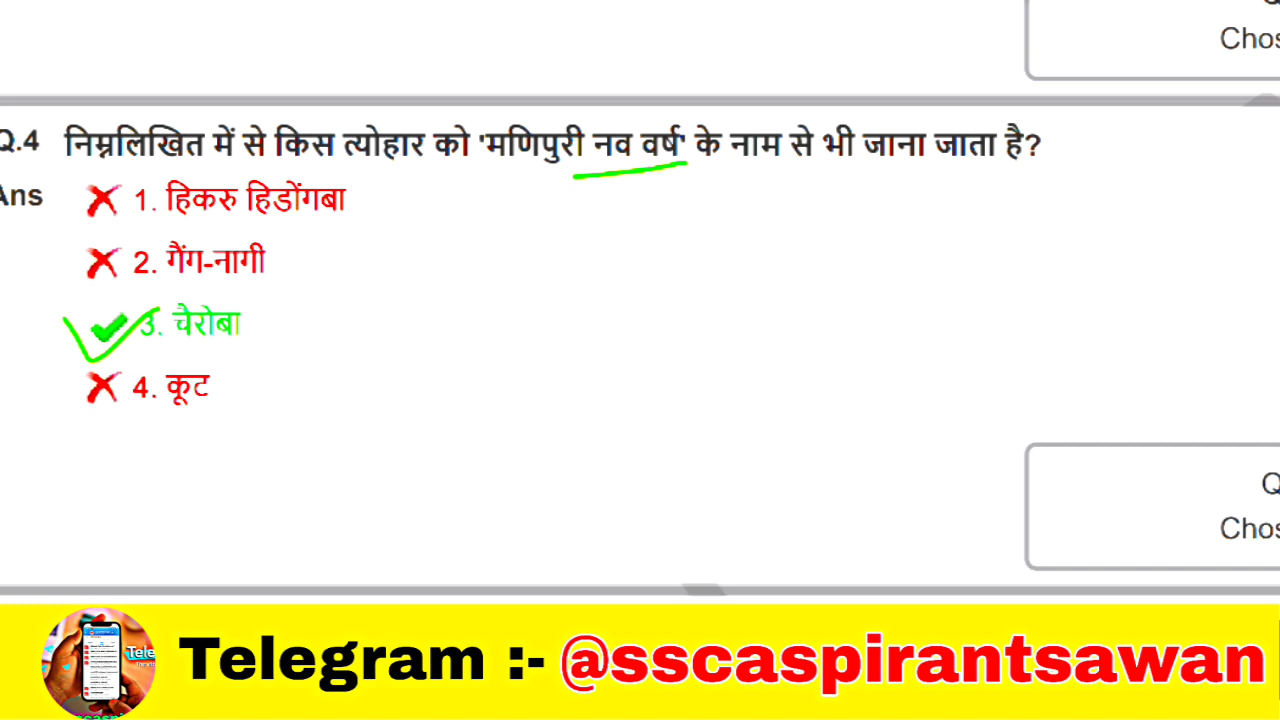 Chos
Q.4 निम्नलिखित में से किस त्योहार को 'मणिपुरी नव वर्ष' के नाम से भी जाना जाता है?
Ans 1. हिकरु हिडोंगबा
2. गैंग-नागी
3. चैरोबा
4. कूट
Q
Chos
Telegram :- @sscaspirantsawan